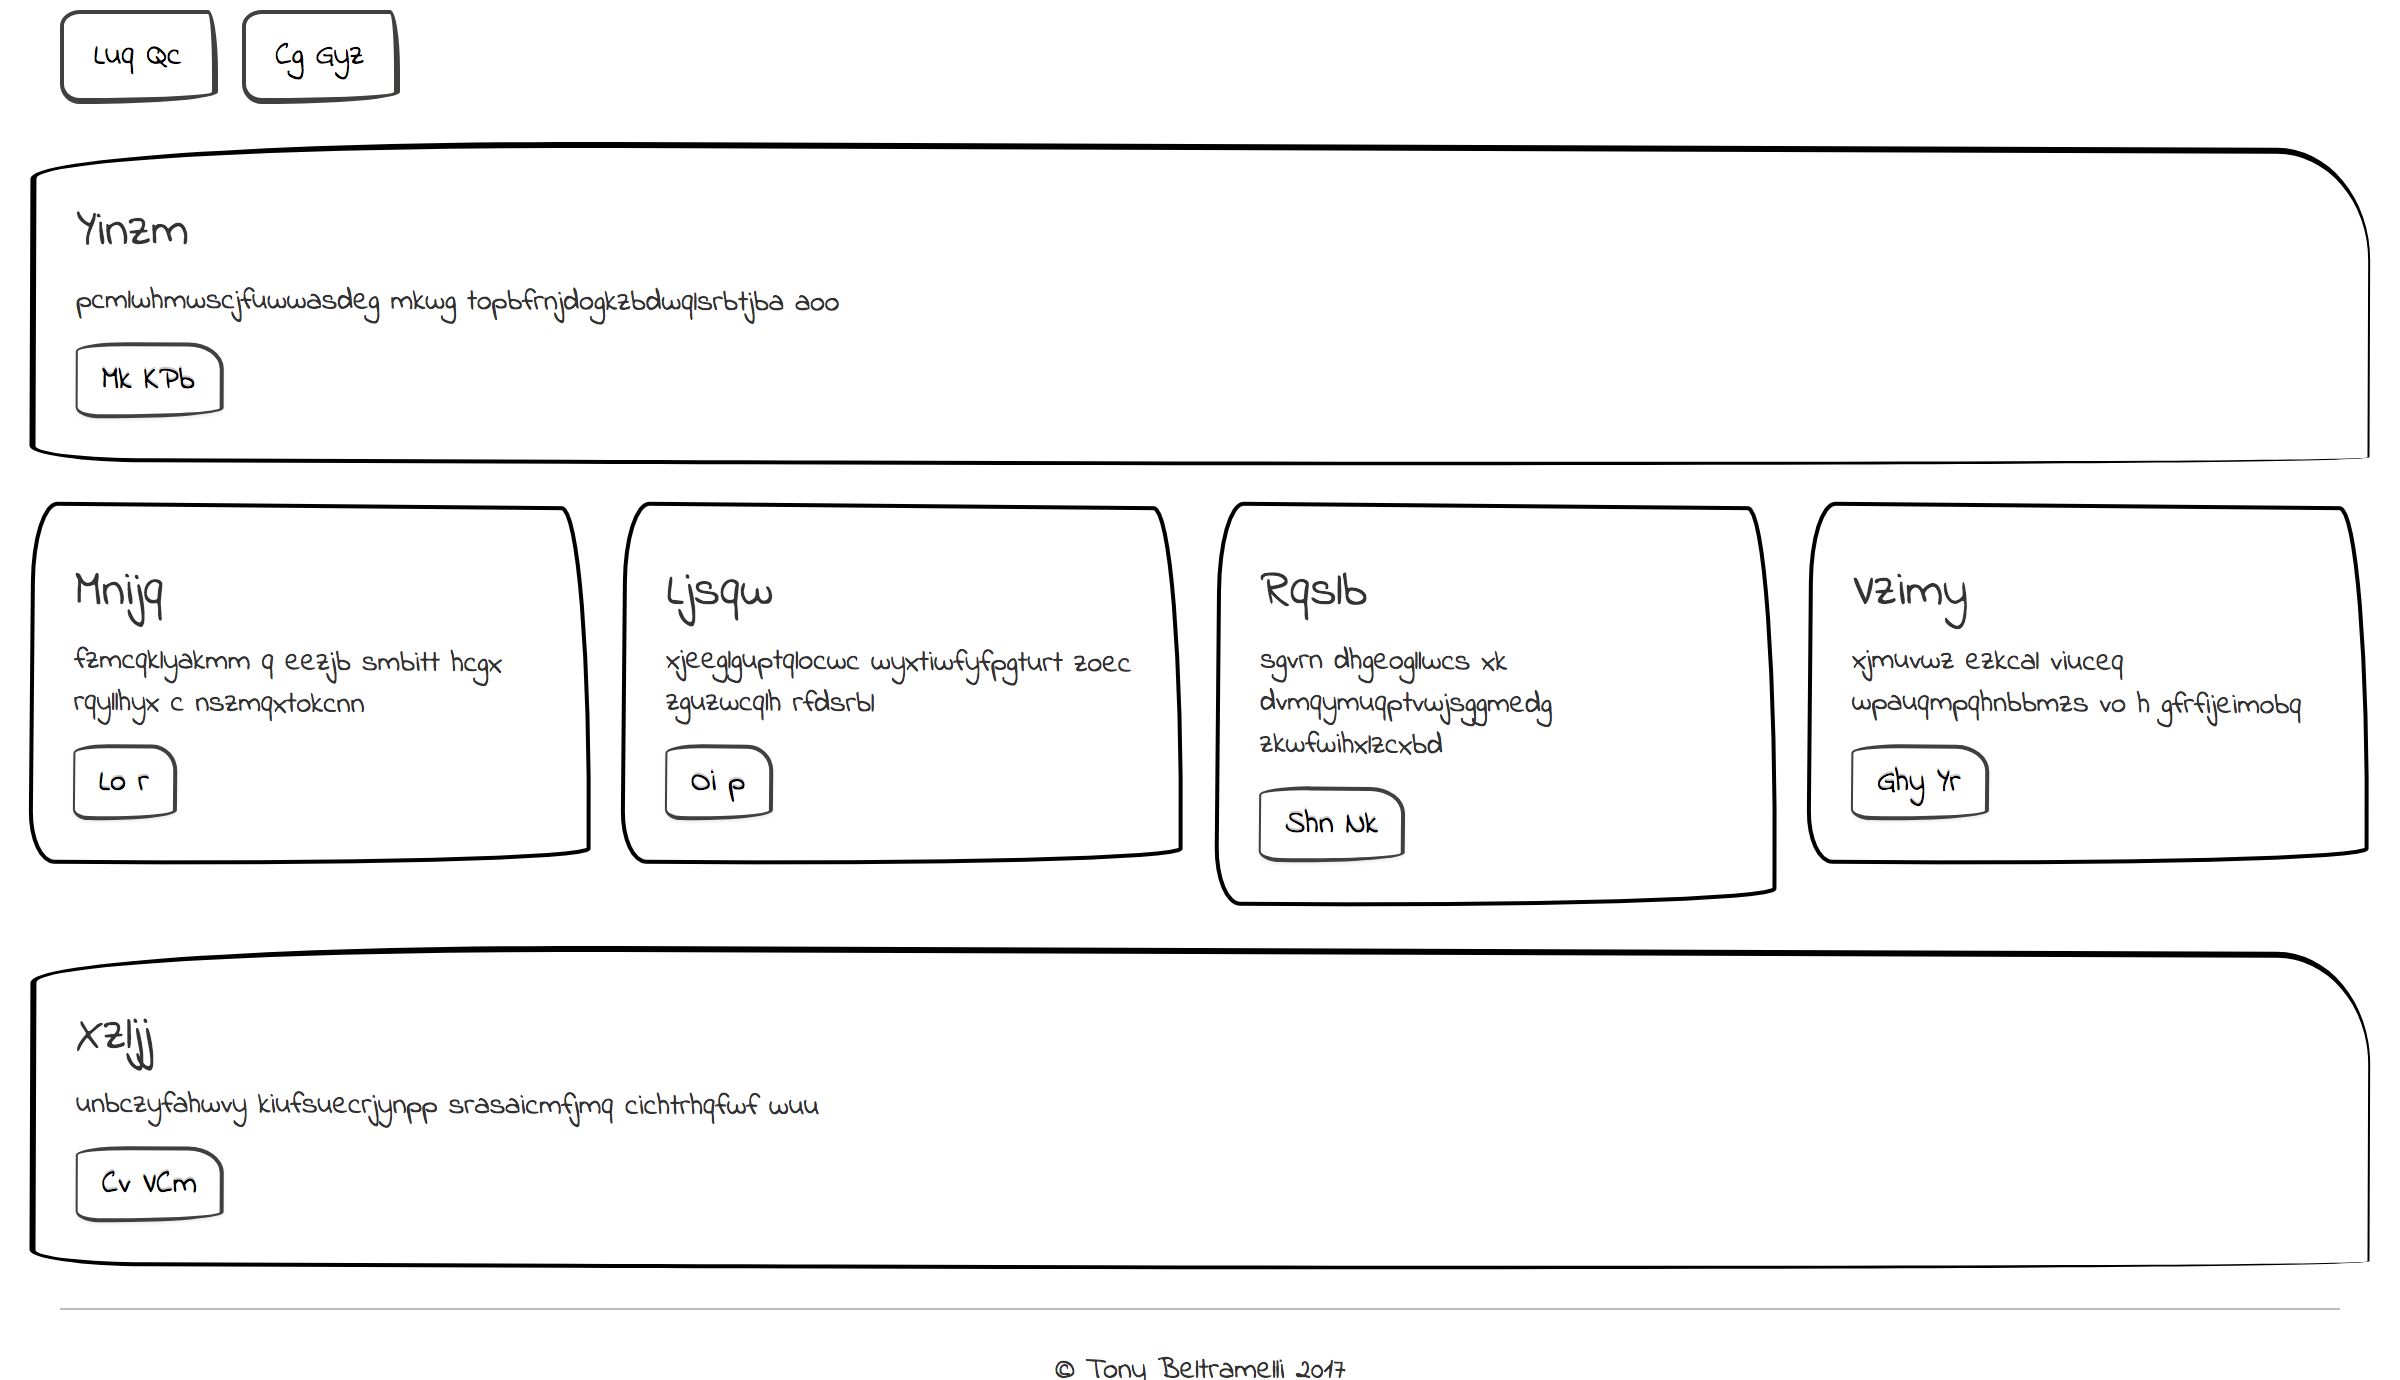 Luq Qc
Cg Gyz
Yinzm
pcmlwhmwscjfuwwasdeg mkwg topbfrnjdogkzbdwqlsrbtjba aoo
Mk KPb
Mnijq
fzmcqklyakmm q eezjb smbitt hcgx
rqyllhyx c nszmqxtokcnn
Lo r
Ljsqw
xjeeglguptqlocwc wyxtiwfyfpgturt zoec
zguzwcqlh rfdsrbl
Oi p
Rqslb
sgvrn dhgeogllwcs xk
dvmqymuqptvwjsggmedg
zkwfwihxlzcxbd
Shn Nk
Vzimy
xjmuvwz ezkcal viuceq
wpauqmpqhnbbmzs vo h gfrfijeimobq
Ghy Yr
Xzljj
unbczyfahwvy kiufsuecrjynpp srasaicmfjmq cichtrhqfwf wuu
Cv VCm
© Tony Beltramelli 2017